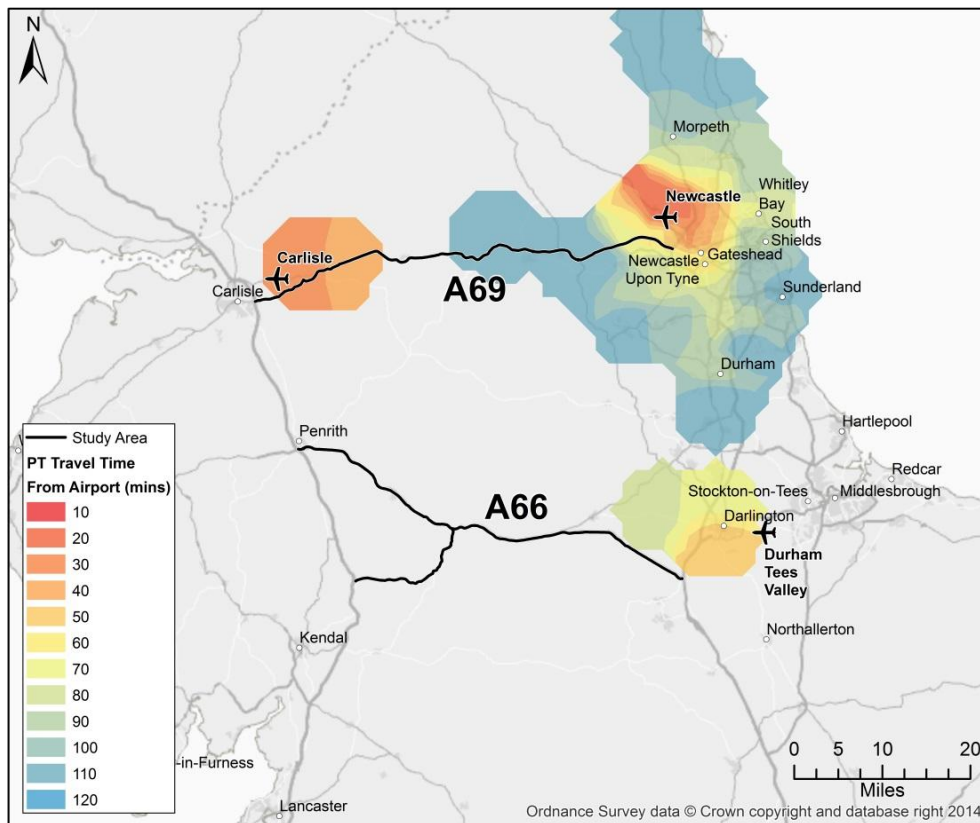 N
Morpeth
Newcastle
Whitley
Bay
South
Shields
Gateshead
Newcastle
Upon Tyne
Carlisle
Carlisle
A69
Sunderland
Durham
Hartlepool
Penrith
Redcar
Stockton-on-Tees
Middlesbrough
A66
Darlington
Durham
Tees
Valley
Northallerton
Kendal
-in-Furness
Lancaster
Study Area
PT Travel Time
From Airport (mins)
10
20
30
40
50
60
70
80
90
100
110
120
0 5 10 20
Miles
Ordnance Survey data © Crown copyright and database right 2014